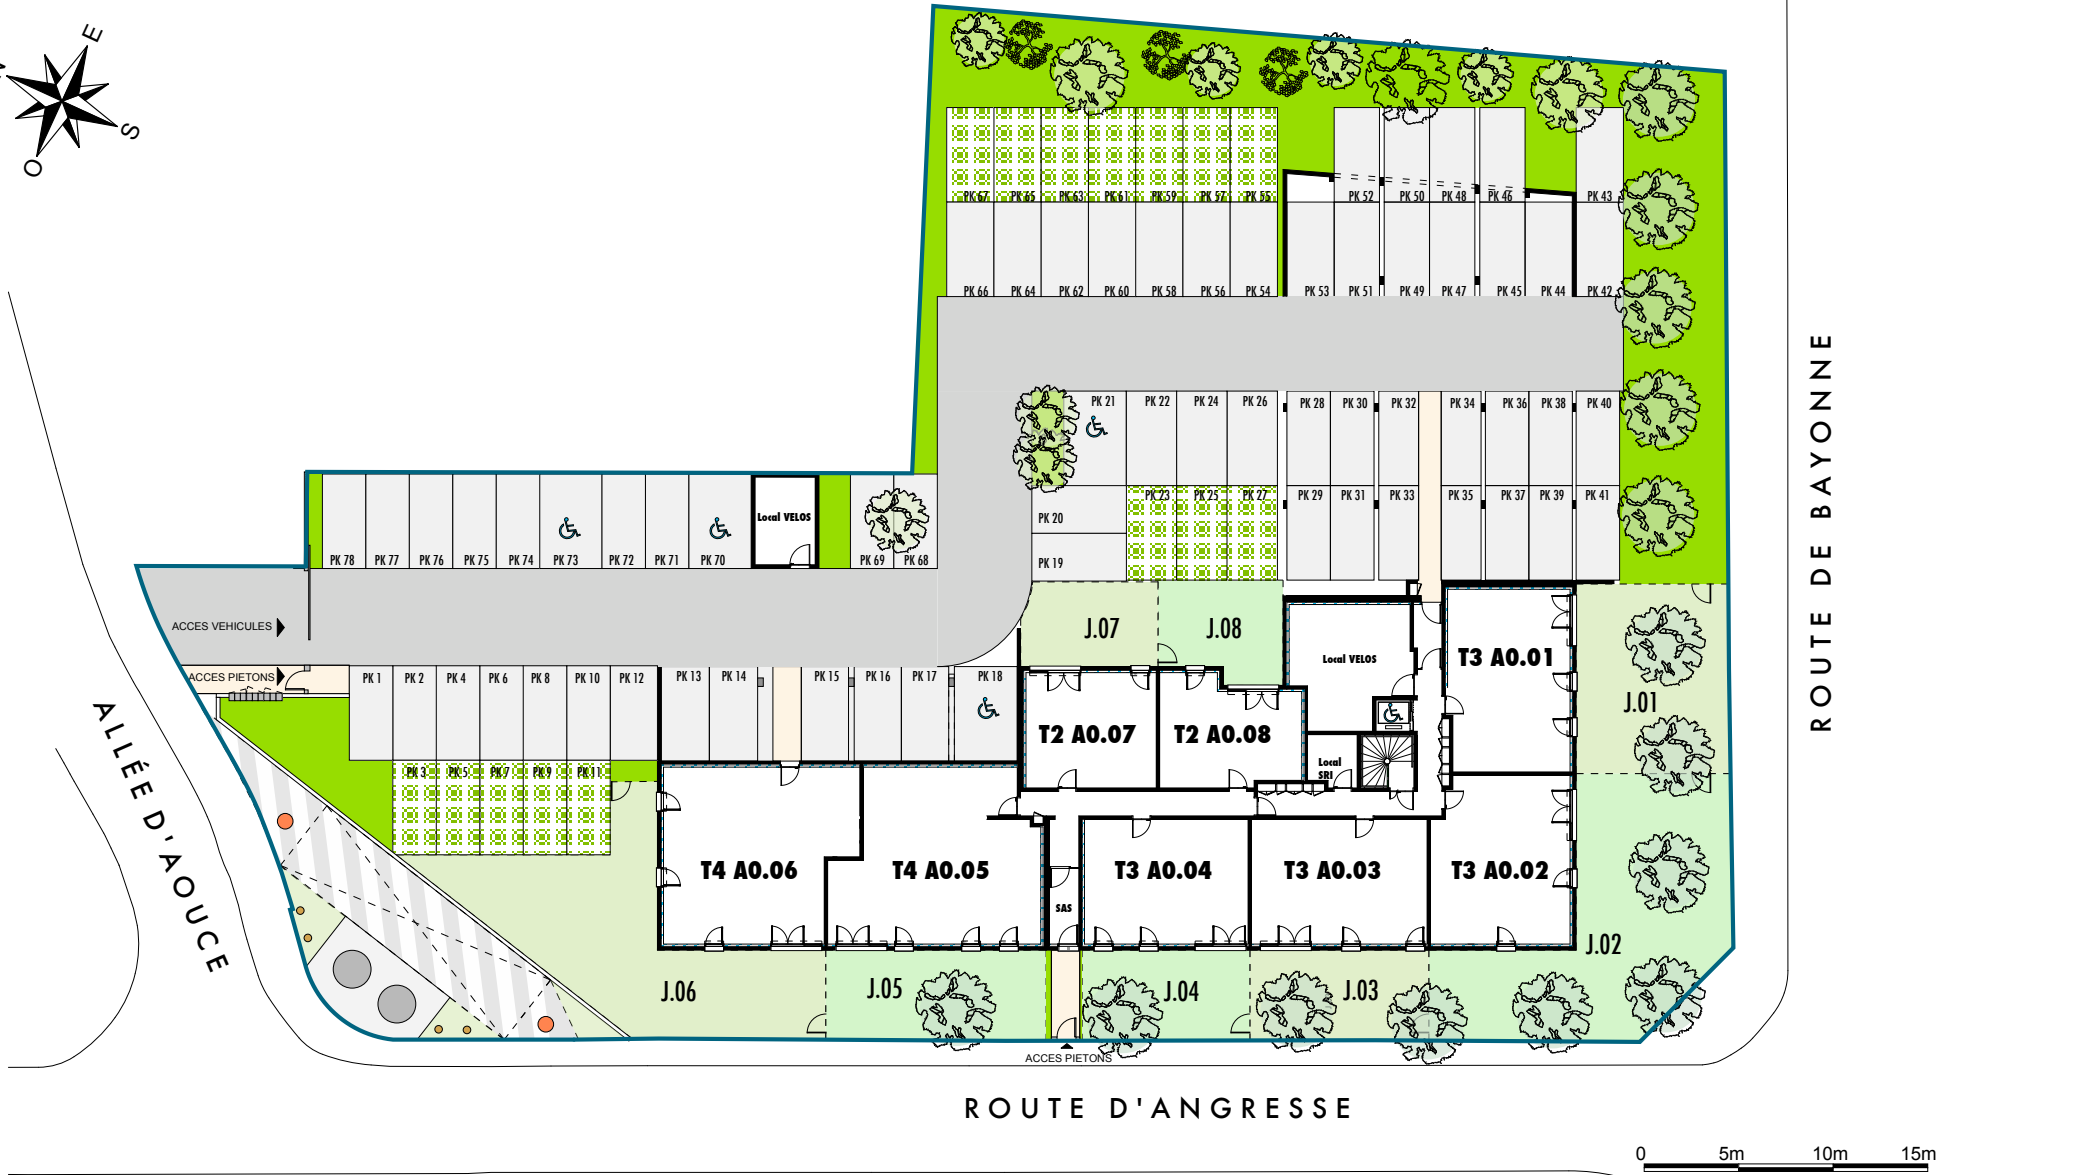 E
S
O
PK 67 PK 65 PK 63 PK 61 PK 59 PK 57 PK 55 PK 52 PK 50 PK 48 PK 46 PK 43
PK 66 PK 64 PK 62 PK 60 PK 58 PK 56 PK 54 PK 53 PK 51 PK 49 PK 47 PK 45 PK 44 PK 42
PK 21 PK 22 PK 24 PK 26 PK 28 PK 30 PK 32 PK 34 PK 36 PK 38 PK 40
PK 23 PK 25 PK 27 PK 29 PK 31 PK 33 PK 35 PK 37 PK 39 PK 41
PK 20
PK 19
Local VELOS
PK 78 PK 77 PK 76 PK 75 PK 74 PK 73 PK 72 PK 71 PK 70 PK 69 PK 68
ACCES VEHICULES
ACCES PIETONS
PK 1 PK 2 PK 4 PK 6 PK 8 PK 10 PK 12 PK 13 PK 14 PK 15 PK 16 PK 17 PK 18
PK 3 PK 5 PK 7 PK 9 PK 11
J.07 J.08
Local VELOS
T3 A0.01
J.01
T2 A0.07 T2 A0.08
Local
SRI
T4 A0.06 T4 A0.05 T3 A0.04 T3 A0.03 T3 A0.02
SAS
J.02
J.06 J.05 J.04 J.03
ACCES PIETONS
ALLÉE D'AOUCE
ROUTE DE BAYONNE
ROUTE D'ANGRESSE
0 5m 10m 15m